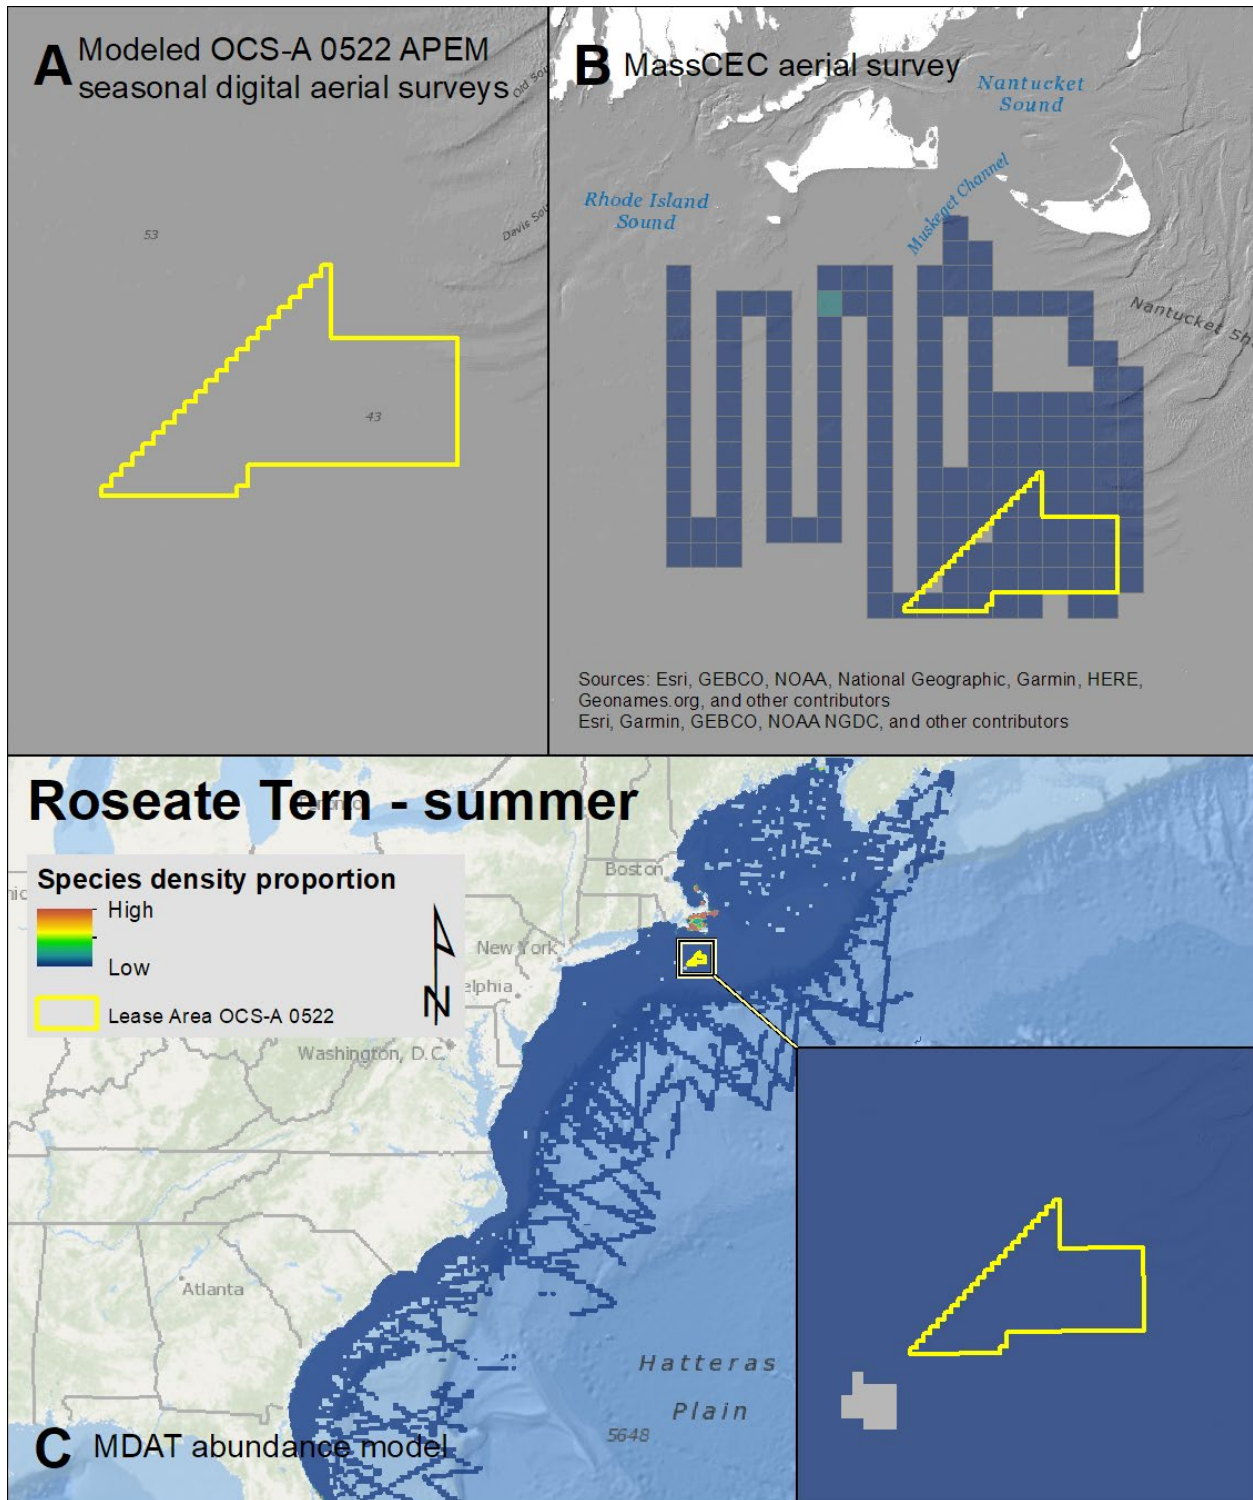 A Modeled OCS-A 0522 APEM
seasonal digital aerial surveys
53
Davis
43
B MassCEC aerial survey
Nantucket
Sound
Rhode Island
Sound
Muskeget Channel
Nantucket
Sources: Esri, GEBCO, NOAA, National Geographic, Garmin, HERE,
Geonames.org, and other contributors
Esri, Garmin, GEBCO, NOAA NGDC, and other contributors
Roseate Tern - summer
Species density proportion
High
Low
Lease Area OCS-A 0522
N
Boston
New York
elphia
Washington, D.C.
Atlanta
Hatteras
Plain
5648
C MDAT abundance model